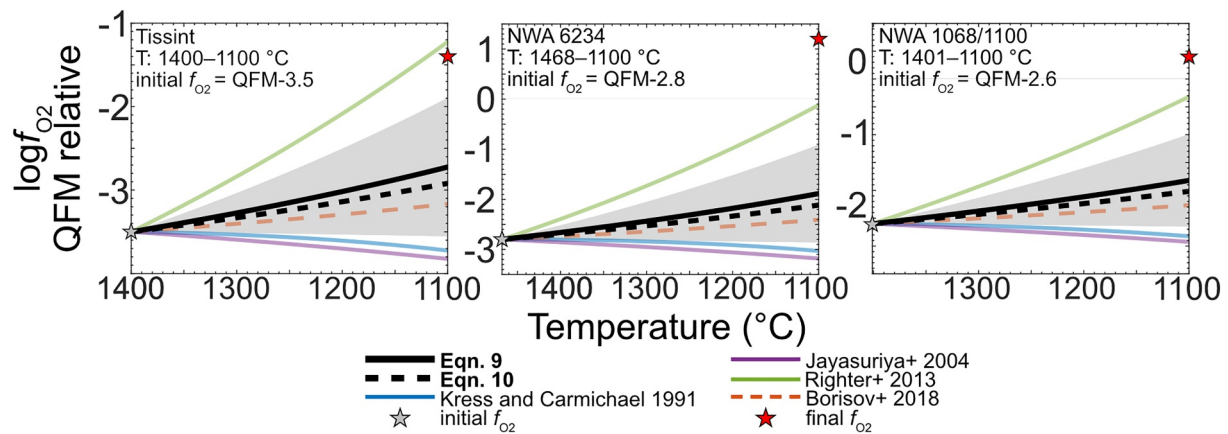 logfO2
QFM relative
Tissint
T: 1400–1100 °C
initial fO2 = QFM-3.5
-1
-2
-3
1400
1300
1200
1100
NWA 6234
T: 1468–1100 °C
initial fO2 = QFM-2.8
1
0
-1
-2
-3
1400
1300
1200
1100
NWA 1068/1100
T: 1401–1100 °C
initial fO2 = QFM-2.6
0
-1
-2
1300
1200
1100
Temperature (°C)
Eqn. 9
Eqn. 10
Kress and Carmichael 1991
initial fO2
Jayasuriya+ 2004
Righter+ 2013
Borisov+ 2018
final fO2